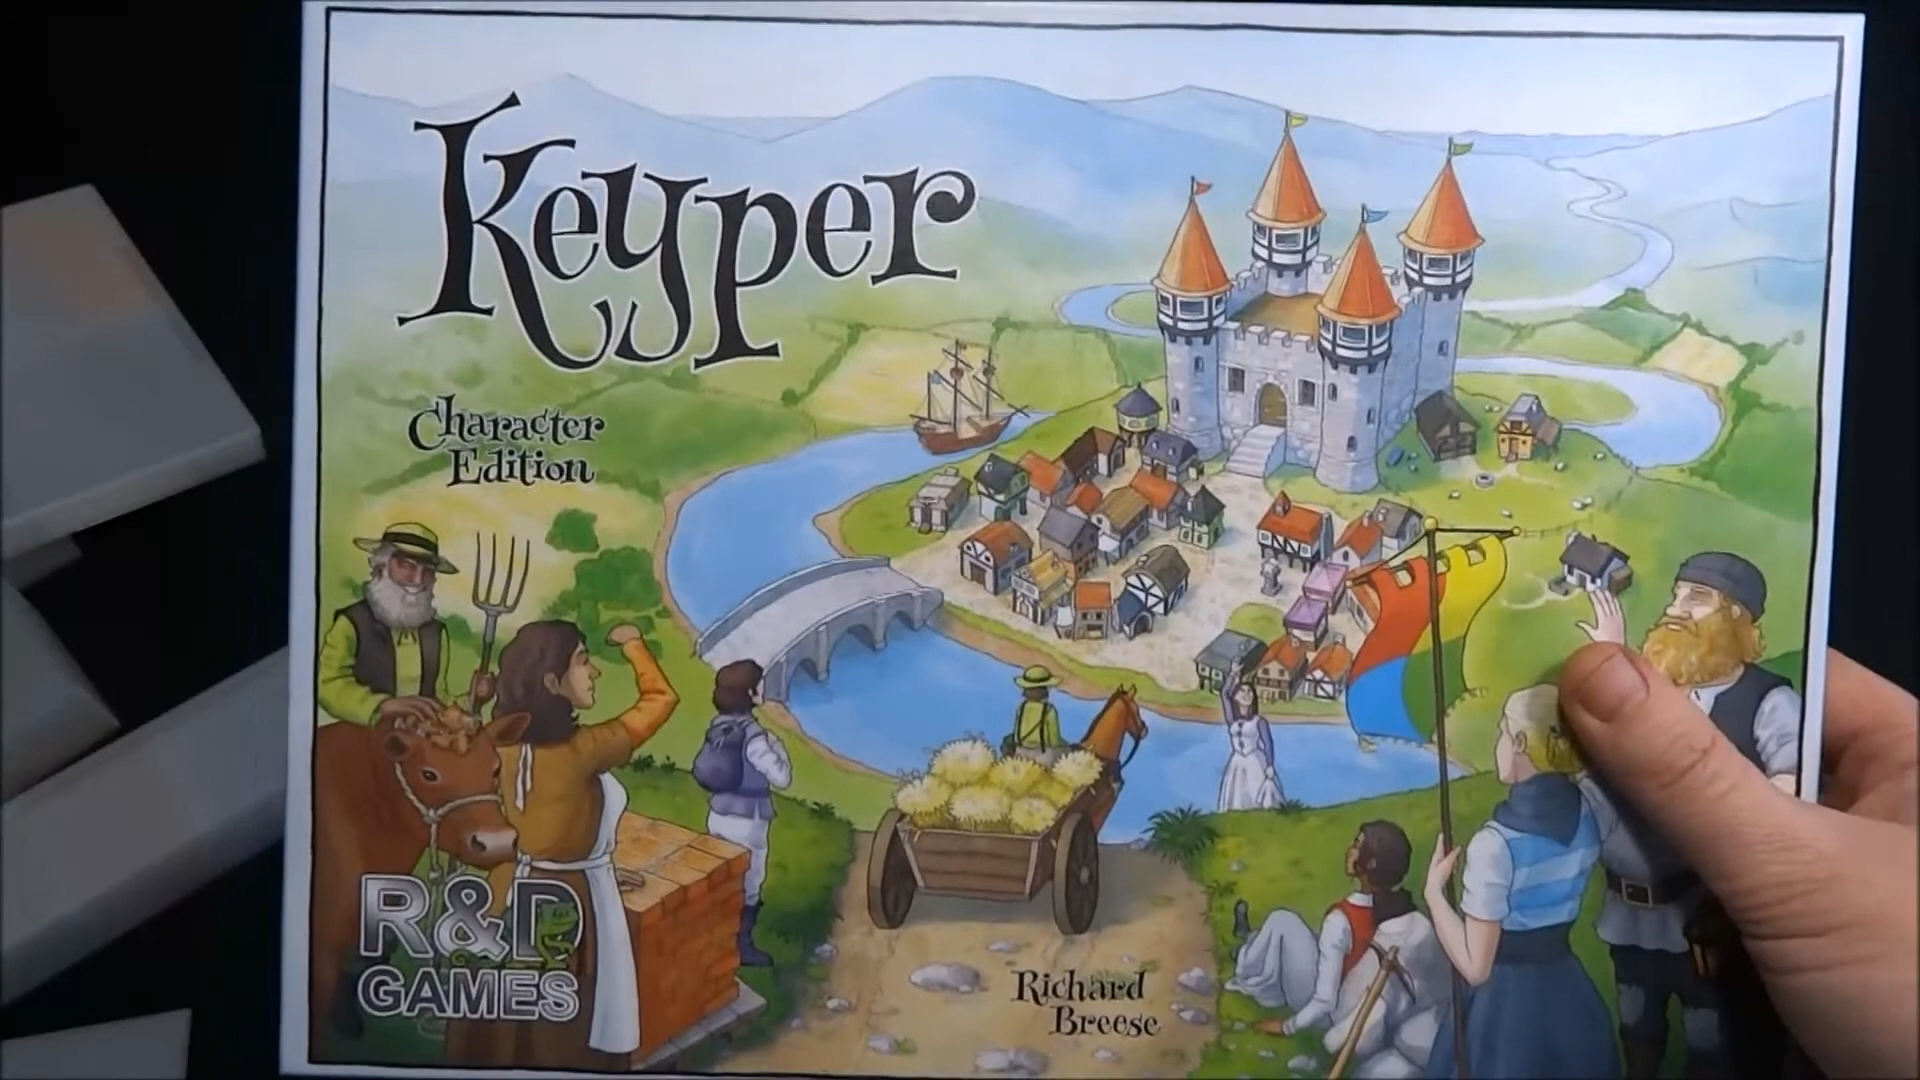 Keyper
Character
Edition
R&D
GAMES
Richard
Breese